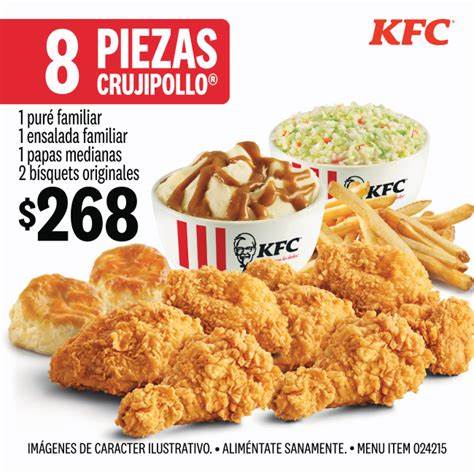 8 PIEZAS
CRUJIPOLLO®
KFC
1 puré familiar
1 ensalada familiar
1 papas medianas
2 bísquets originales
$268
KFC
KFC
IMÁGENES DE CARACTER ILUSTRATIVO. • ALIMÉNTATE SANAMENTE. • MENU ITEM 024215